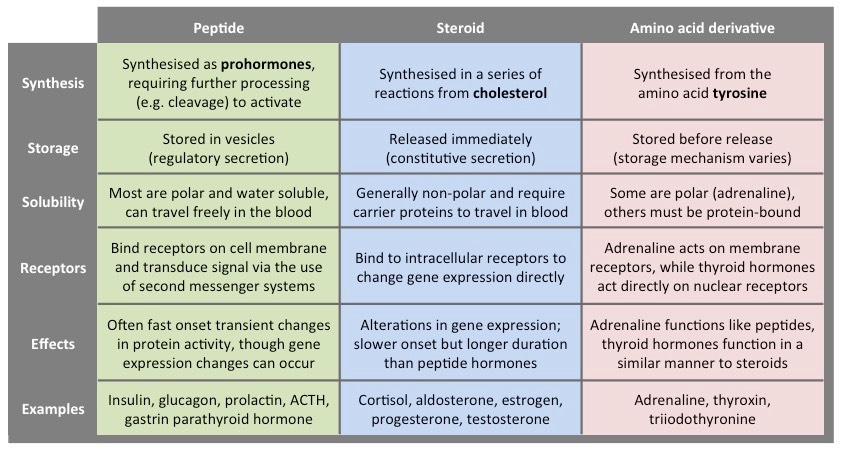 Peptide
Steroid
Amino acid derivative
Synthesis
Synthesised as prohormones,
requiring further processing
(e.g. cleavage) to activate
Synthesised in a series of
reactions from cholesterol
Synthesised from the
amino acid tyrosine
Storage
Stored in vesicles
(regulatory secretion)
Released immediately
(constitutive secretion)
Stored before release
(storage mechanism varies)
Solubility
Most are polar and water soluble,
can travel freely in the blood
Generally non-polar and require
carrier proteins to travel in blood
Some are polar (adrenaline),
others must be protein-bound
Receptors
Bind receptors on cell membrane
and transduce signal via the use
of second messenger systems
Bind to intracellular receptors to
change gene expression directly
Adrenaline acts on membrane
receptors, while thyroid hormones
act directly on nuclear receptors
Effects
Often fast onset transient changes
in protein activity, though gene
expression changes can occur
Alterations in gene expression;
slower onset but longer duration
than peptide hormones
Adrenaline functions like peptides,
thyroid hormones function in a
similar manner to steroids
Examples
Insulin, glucagon, prolactin, ACTH,
gastrin parathyroid hormone
Cortisol, aldosterone, estrogen,
progesterone, testosterone
Adrenaline, thyroxin,
triiodothyronine